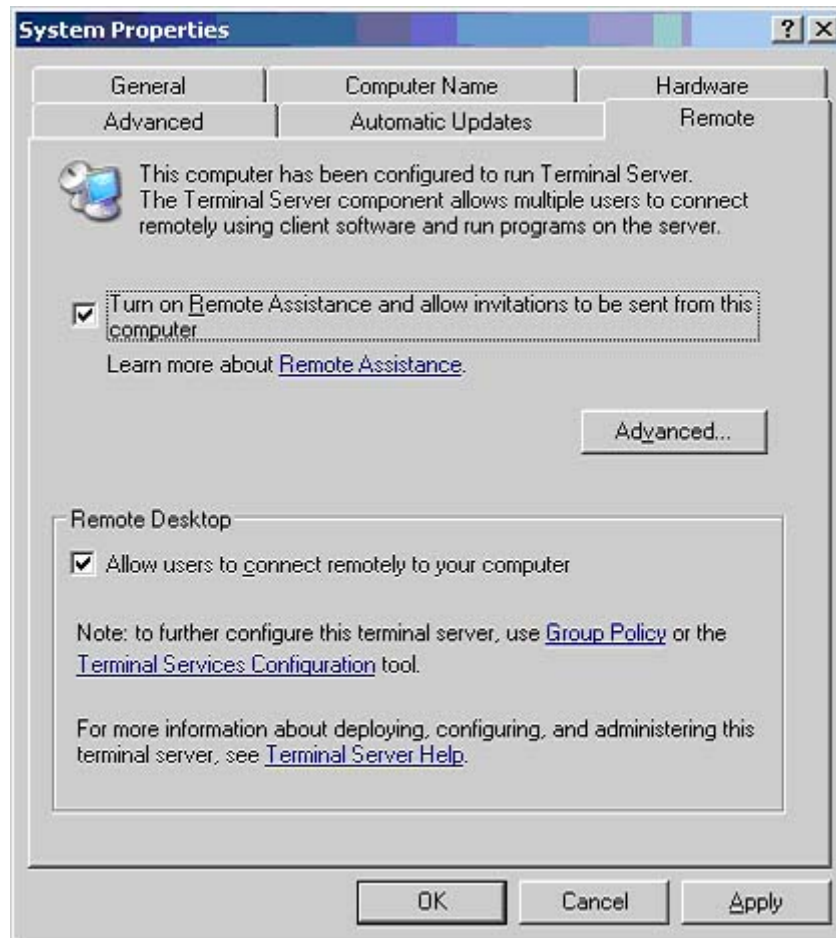 System Properties
General Computer Name Hardware
Advanced Automatic Updates Remote
This computer has been configured to run Terminal Server.
The Terminal Server component allows multiple users to connect
remotely using client software and run programs on the server.
Turn on Remote Assistance and allow invitations to be sent from this
computer
Learn more about Remote Assistance.
Advanced...
Remote Desktop
Allow users to connect remotely to your computer
Note: to further configure this terminal server, use Group Policy or the
Terminal Services Configuration tool.
For more information about deploying, configuring, and administering this
terminal server, see Terminal Server Help.
OK Cancel Apply